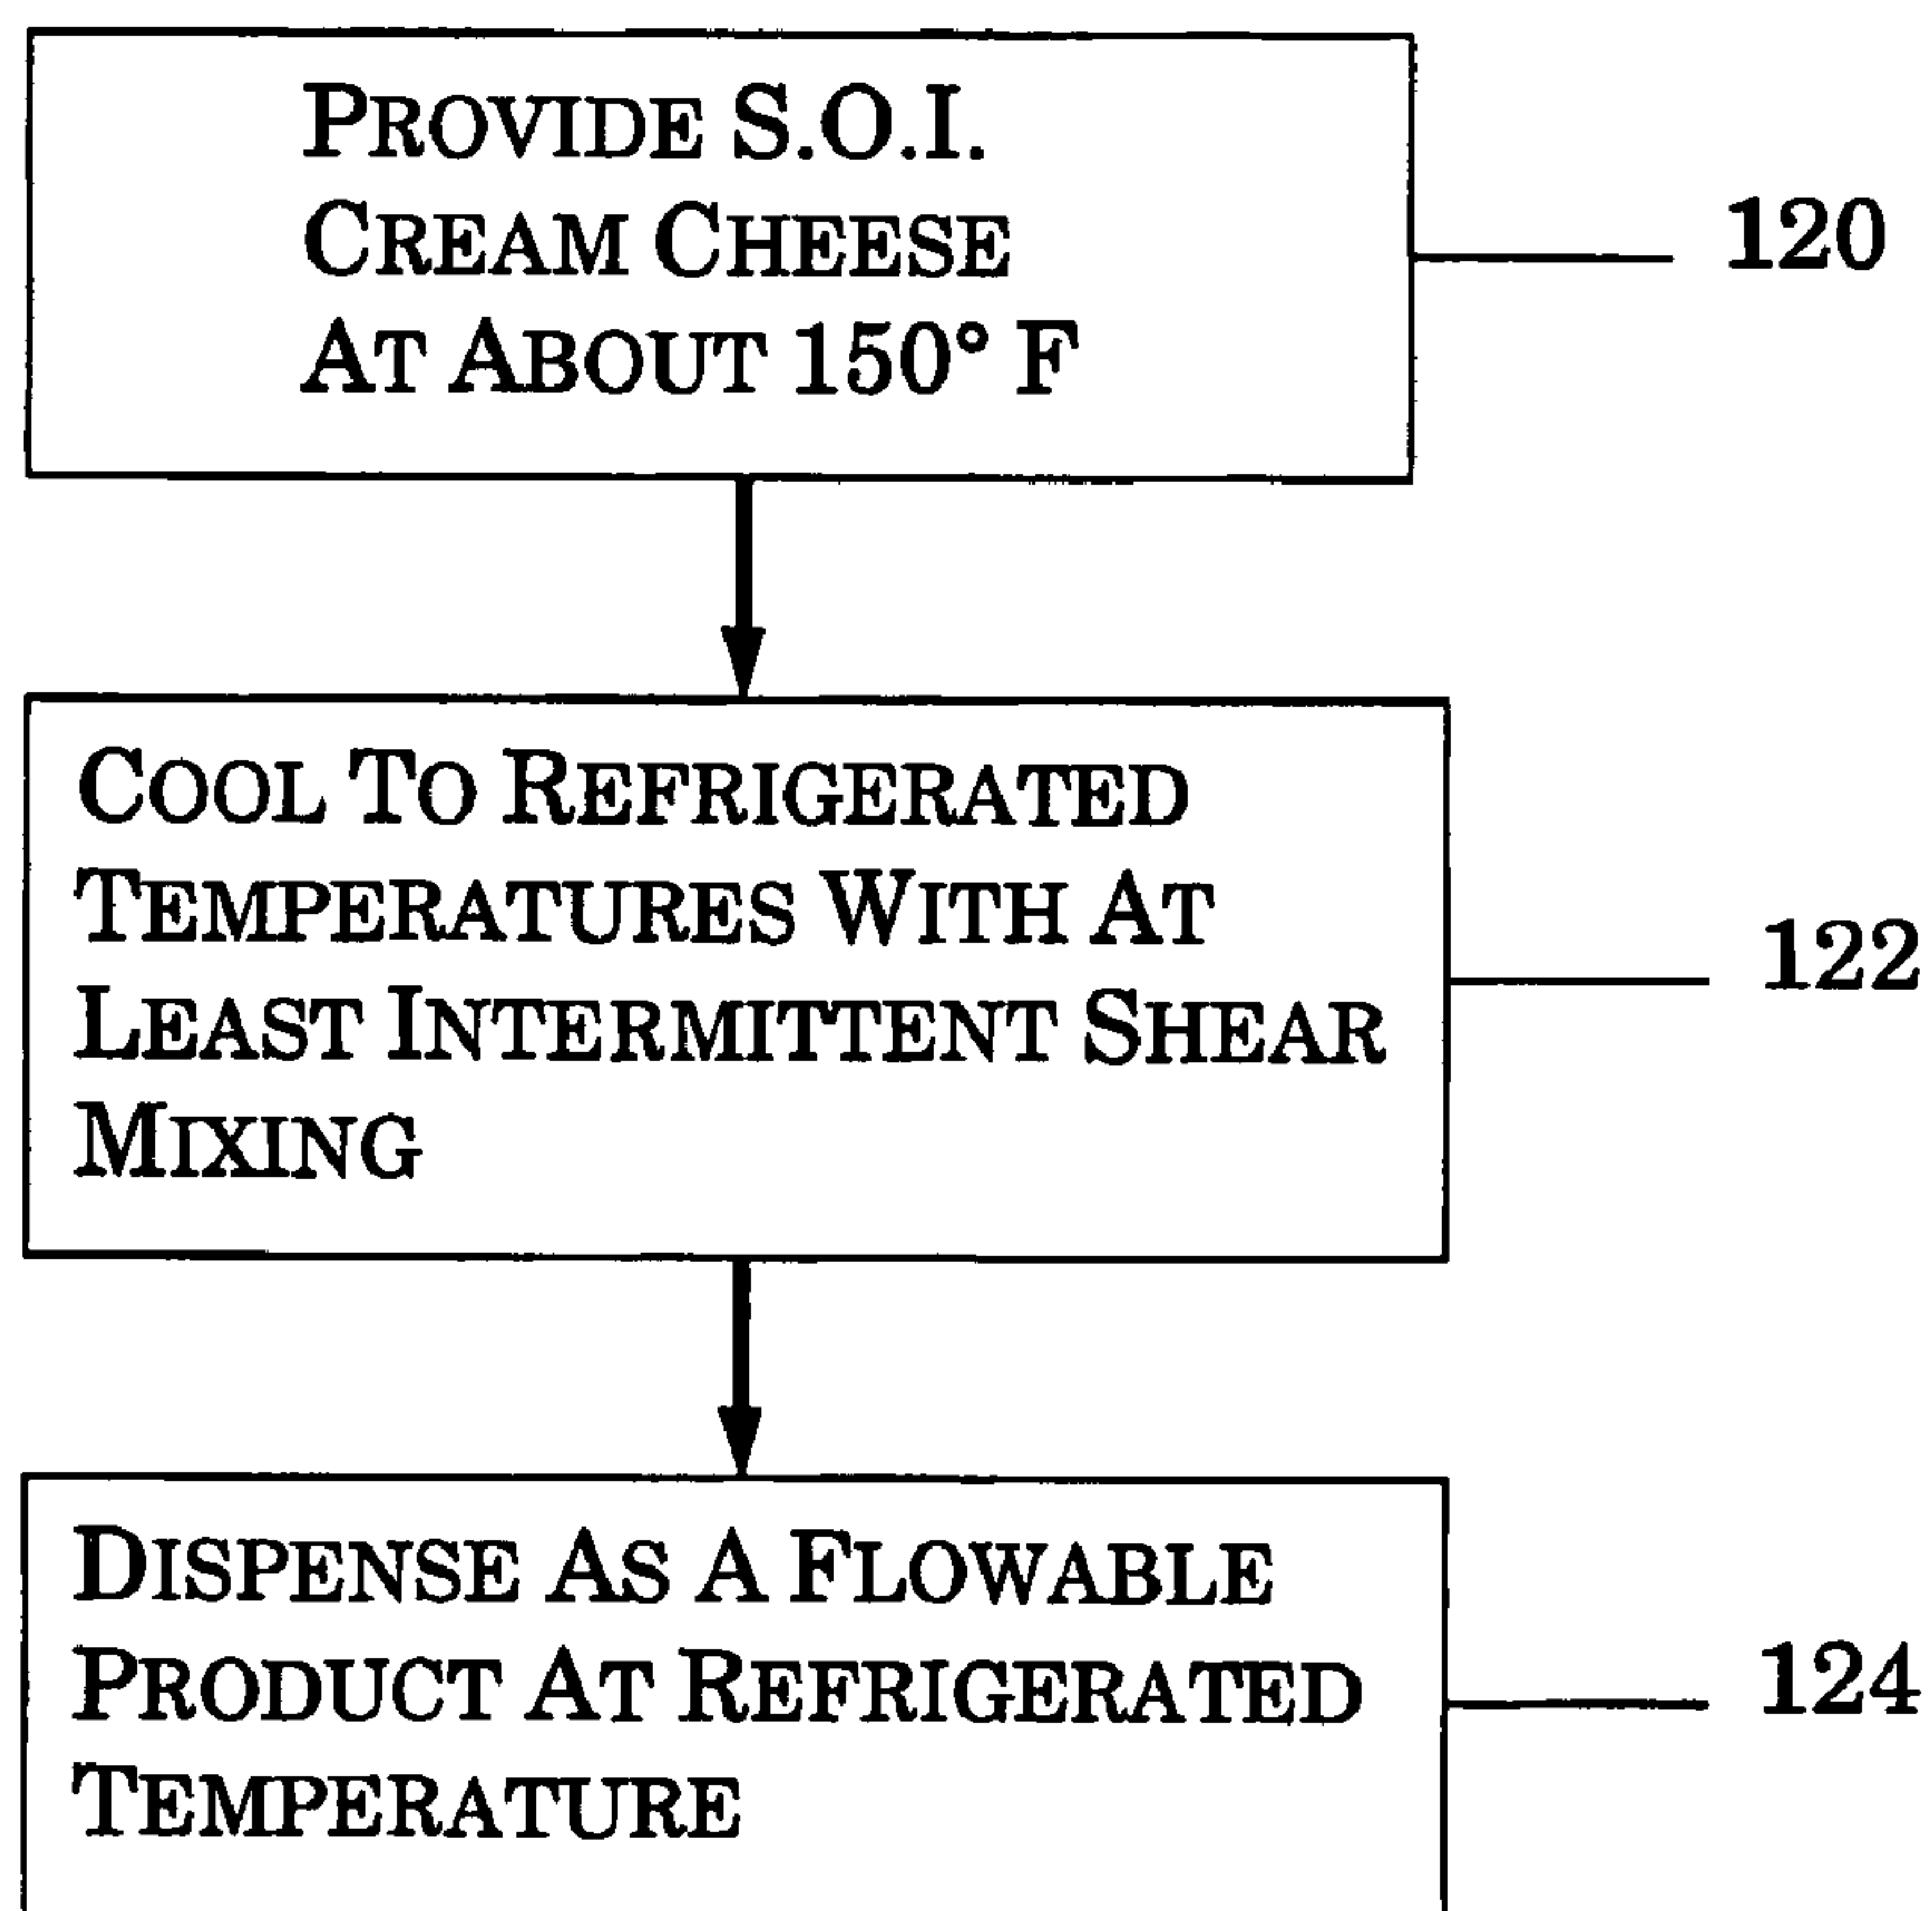 PROVIDE S.O.I.
CREAM CHEESE
AT ABOUT 150° F
120
COOL TO REFRIGERATED
TEMPERATURES WITH AT
LEAST INTERMITTENT SHEAR
MIXING
122
DISPENSE AS A FLOWABLE
PRODUCT AT REFRIGERATED
TEMPERATURE
124